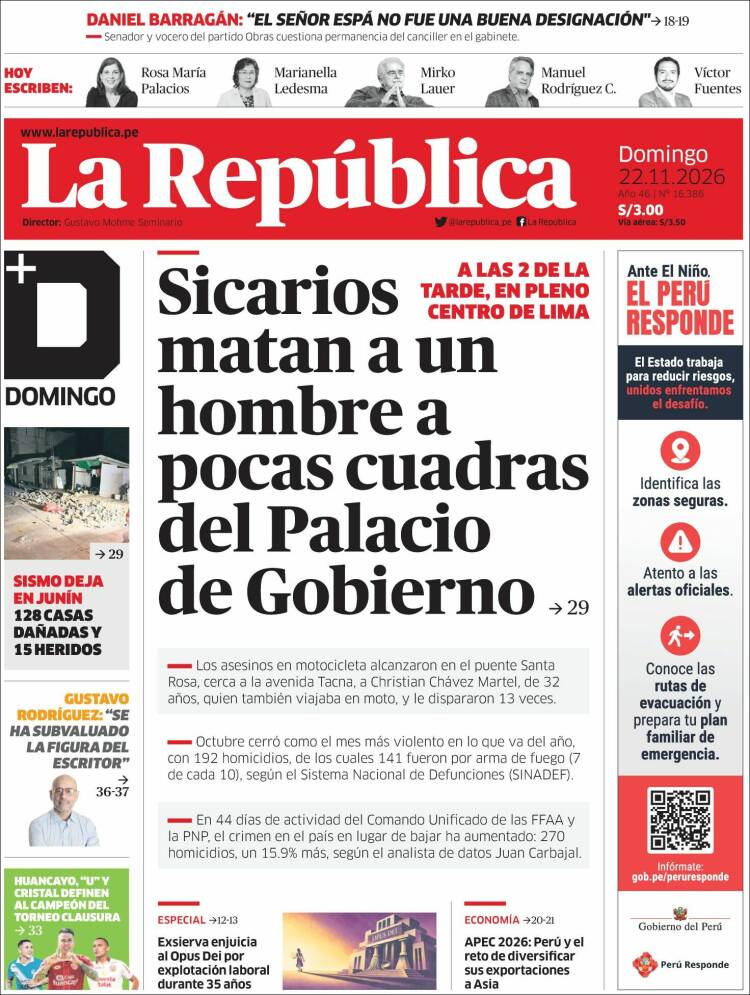 DANIEL BARRAGÁN: “EL SEÑOR ESPÁ NO FUE UNA BUENA DESIGNACIÓN”→ 18-19
Senador y vocero del partido Obras cuestiona permanencia del canciller en el gabinete.
HOY
ESCRIBEN:
Rosa María
Palacios
Marianella
Ledesma
Mirko
Lauer
Manuel
Rodríguez C.
Víctor
Fuentes
www.larepublica.pe
La República
Director: Gustavo Mohme Seminario
@larepublica_pe La República
Domingo
22.11.2026
Año 46 | N° 16.386
S/3.00
Vía aérea: S/3.50
+D
DOMINGO
→ 29
SISMO DEJA
EN JUNÍN
128 CASAS
DAÑADAS Y
15 HERIDOS
GUSTAVO
RODRÍGUEZ: “SE
HA SUBVALUADO
LA FIGURA DEL
ESCRITOR”
→
36-37
HUANCAYO, “U” Y
CRISTAL DEFINEN
AL CAMPEÓN DEL
TORNEO CLAUSURA
→ 33
A LAS 2 DE LA
TARDE, EN PLENO
CENTRO DE LIMA
Sicarios
matan a un
hombre a
pocas cuadras
del Palacio
de Gobierno → 29
Los asesinos en motocicleta alcanzaron en el puente Santa
Rosa, cerca a la avenida Tacna, a Christian Chávez Martel, de 32
años, quien también viajaba en moto, y le dispararon 13 veces.
Octubre cerró como el mes más violento en lo que va del año,
con 192 homicidios, de los cuales 141 fueron por arma de fuego (7
de cada 10), según el Sistema Nacional de Defunciones (SINADEF).
En 44 días de actividad del Comando Unificado de las FFAA y
la PNP, el crimen en el país en lugar de bajar ha aumentado: 270
homicidios, un 15.9% más, según el analista de datos Juan Carbajal.
ESPECIAL →12-13
Exsierva enjuicia
al Opus Dei por
explotación laboral
durante 35 años
OPUS DEI
ECONOMÍA →20-21
APEC 2026: Perú y el
reto de diversificar
sus exportaciones
a Asia
Ante El Niño,
EL PERÚ
RESPONDE
El Estado trabaja
para reducir riesgos,
unidos enfrentamos
el desafío.
Identifica las
zonas seguras.
Atento a las
alertas oficiales.
Conoce las
rutas de
evacuación y
prepara tu plan
familiar de
emergencia.
Infórmate:
gob.pe/peruresponde
Gobierno del Perú
Perú Responde